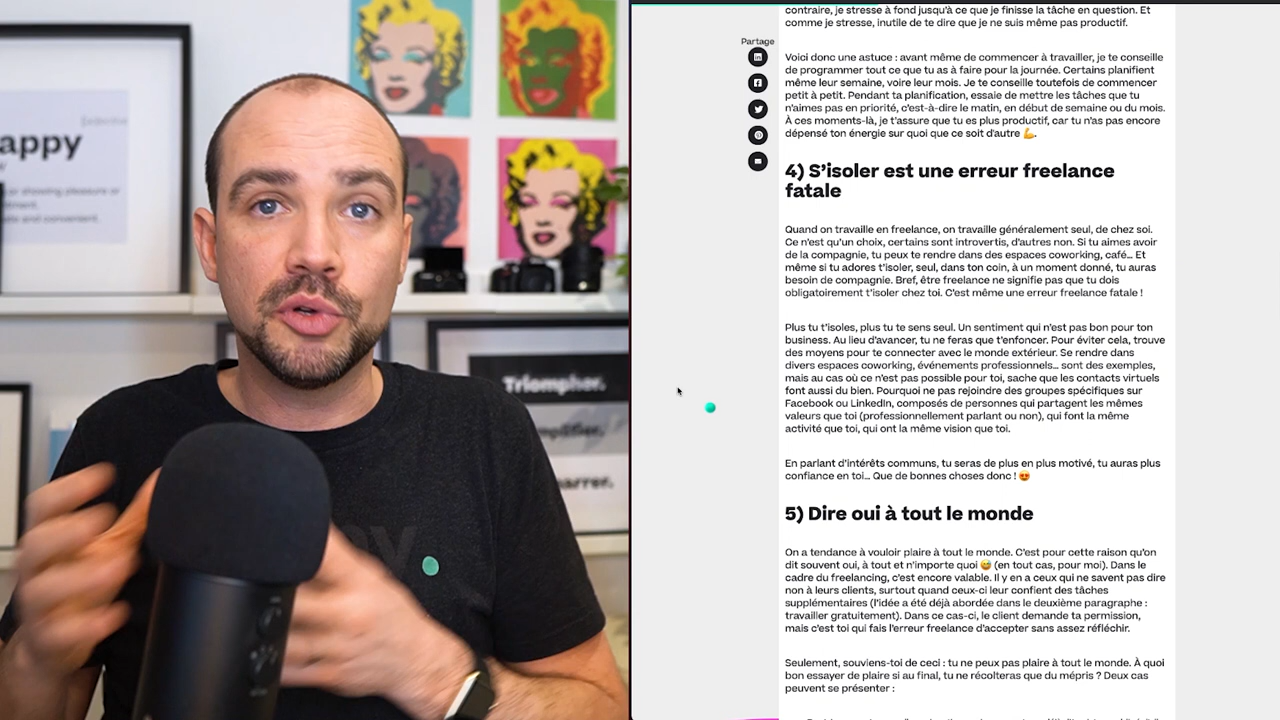 appy
Triompher.
contraire, je stresse à fond jusqu'à ce que je finisse la tâche en question. Et
comme je stresse, inutile de te dire que je ne suis même pas productif.
Partage
Voici donc une astuce : avant même de commencer à travailler, je te conseille
de programmer tout ce que tu as à faire pour la journée. Certains planifient
même leur semaine, voire leur mois. Je te conseille toutefois de commencer
petit à petit. Pendant ta planification, essaie de mettre les tâches que tu
n'aimes pas en priorité, c'est-à-dire le matin, en début de semaine ou du mois.
À ces moments-là, je t'assure que tu es plus productif, car tu n'as pas encore
dépensé ton énergie sur quoi que ce soit d'autre 💪.
4) S'isoler est une erreur freelance
fatale
Quand on travaille en freelance, on travaille généralement seul, de chez soi.
Ce n'est qu'un choix, certains sont introvertis, d'autres non. Si tu aimes avoir
de la compagnie, tu peux te rendre dans des espaces coworking, café… Et
même si tu adores t'isoler, seul, dans ton coin, à un moment donné, tu auras
besoin de compagnie. Bref, être freelance ne signifie pas que tu dois
obligatoirement t'isoler chez toi. C'est même une erreur freelance fatale !
Plus tu t'isoles, plus tu te sens seul. Un sentiment qui n'est pas bon pour ton
business. Au lieu d'avancer, tu ne feras que t'enfoncer. Pour éviter cela, trouve
des moyens pour te connecter avec le monde extérieur. Se rendre dans
divers espaces coworking, événements professionnels… sont des exemples,
mais au cas où ce n'est pas possible pour toi, sache que les contacts virtuels
font aussi du bien. Pourquoi ne pas rejoindre des groupes spécifiques sur
Facebook ou LinkedIn, composés de personnes qui partagent les mêmes
valeurs que toi (professionnellement parlant ou non), qui font la même
activité que toi, qui ont la même vision que toi.
En parlant d'intérêts communs, tu seras de plus en plus motivé, tu auras plus
confiance en toi… Que de bonnes choses donc ! 😍
5) Dire oui à tout le monde
On a tendance à vouloir plaire à tout le monde. C'est pour cette raison qu'on
dit souvent oui, à tout et n'importe quoi 😅 (en tout cas, pour moi). Dans le
cadre du freelancing, c'est encore valable. Il y en a ceux qui ne savent pas dire
non à leurs clients, surtout quand ceux-ci leur confient des tâches
supplémentaires (l'idée a été déjà abordée dans le deuxième paragraphe :
travailler gratuitement). Dans ce cas-ci, le client demande ta permission,
mais c'est toi qui fais l'erreur freelance d'accepter sans assez réfléchir.
Seulement, souviens-toi de ceci : tu ne peux pas plaire à tout le monde. À quoi
bon essayer de plaire si au final, tu ne récolteras que du mépris ? Deux cas
peuvent se présenter :